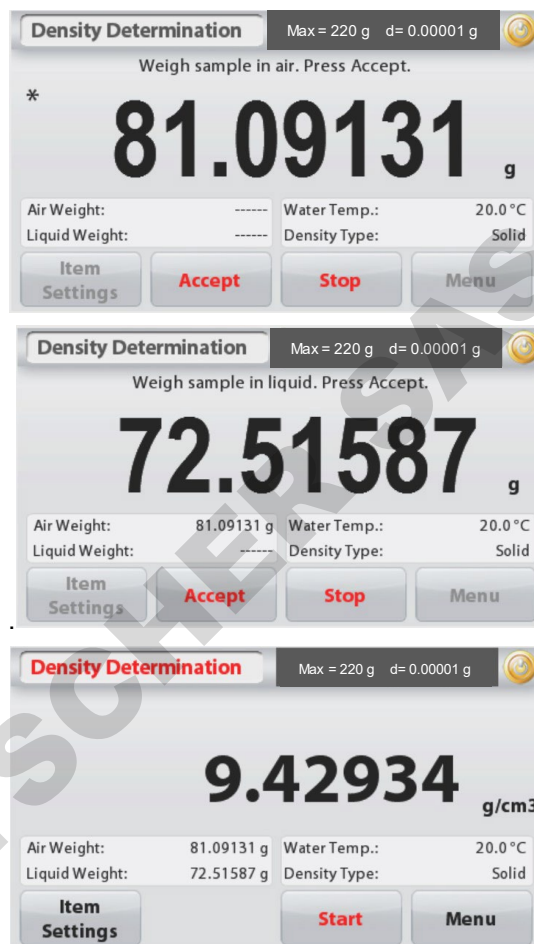 Density Determination Max = 220 g d= 0.00001 g
Weigh sample in air. Press Accept.
*
81.09131 g
Air Weight: ------ Water Temp.: 20.0°C
Liquid Weight: ------ Density Type: Solid
Item Settings Accept Stop Menu
Density Determination Max = 220 g d= 0.00001 g
Weigh sample in liquid. Press Accept.
72.51587 g
Air Weight: 81.09131 g Water Temp.: 20.0°C
Liquid Weight: ------ Density Type: Solid
Item Settings Accept Stop Menu
.
Density Determination Max = 220 g d= 0.00001 g
9.42934 g/cm3
Air Weight: 81.09131 g Water Temp.: 20.0°C
Liquid Weight: 72.51587 g Density Type: Solid
Item Settings Start Menu
SCHER SAS